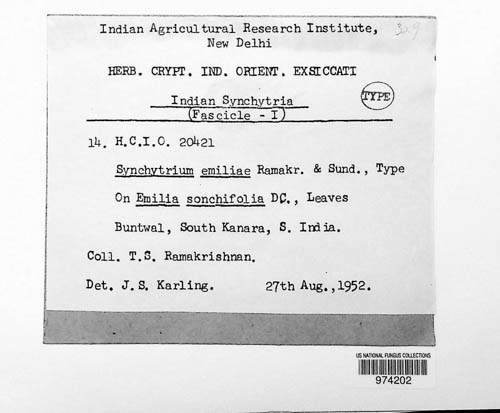 Indian Agricultural Research Institute,
New Delhi
30.9
HERB. CRYPT. IND. ORIENT. EXSICCATI
Indian Synchytria
(Fascicle - I)
TYPE
14. H.C.I.O. 20421
Synchytrium emiliae Ramakr. & Sund., Type
On Emilia sonchifolia DC., Leaves
Buntwal, South Kanara, S. India.
Coll. T.S. Ramakrishnan.
Det. J.S. Karling. 27th Aug.,1952.
US NATIONAL FUNGUS COLLECTIONS
974202